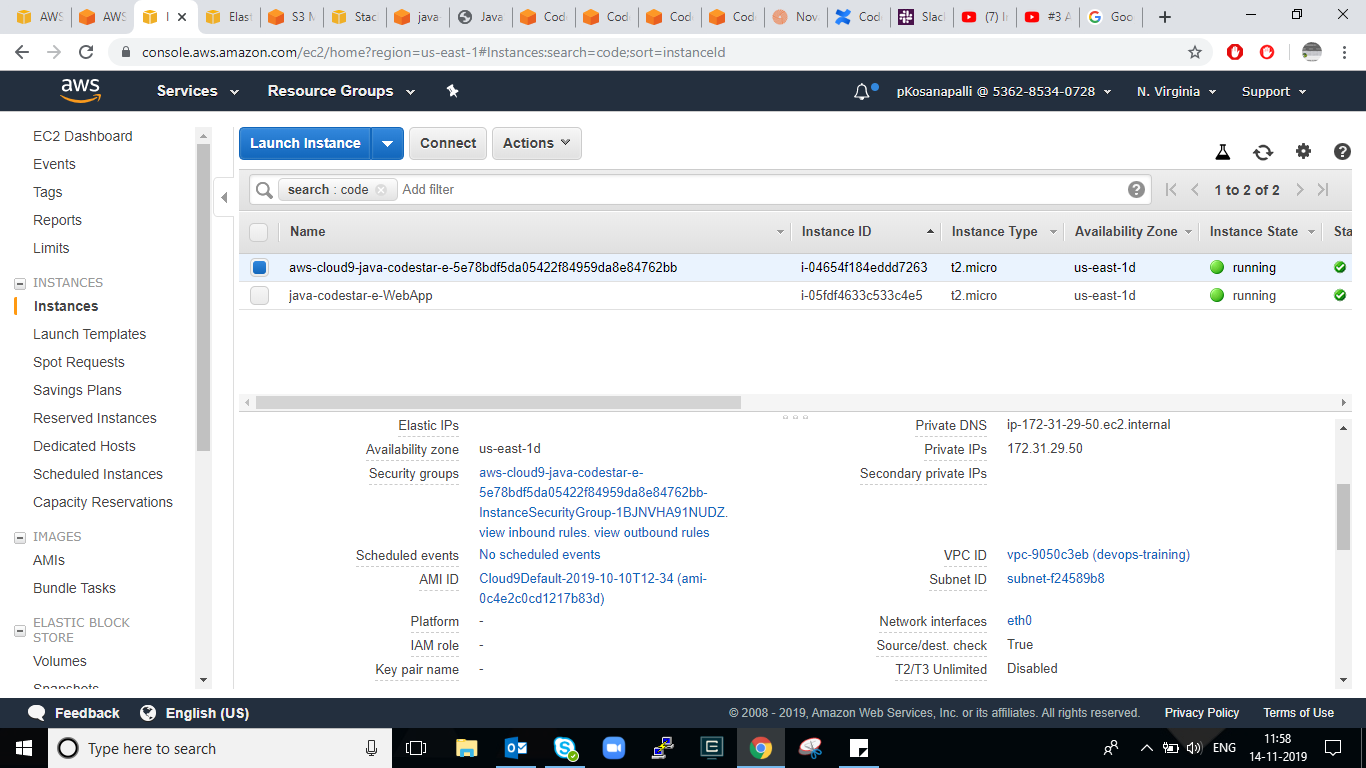 AWS
AWS
I
Elast
S3 M
Stac
java-
Java
Code
Code
Code
Code
Nov
Code
Slac
(7) I
#3 A
Goo
console.aws.amazon.com/ec2/home?region=us-east-1#Instances:search=code;sort=instanceId
aws
Services
Resource Groups
pKosanapalli @ 5362-8534-0728
N. Virginia
Support
EC2 Dashboard
Events
Tags
Reports
Limits
INSTANCES
Instances
Launch Templates
Spot Requests
Savings Plans
Reserved Instances
Dedicated Hosts
Scheduled Instances
Capacity Reservations
IMAGES
AMIs
Bundle Tasks
ELASTIC BLOCK
STORE
Volumes
Snapshots
Launch Instance
Connect
Actions
search : code
Add filter
1 to 2 of 2
Name Instance ID Instance Type Availability Zone Instance State Sta
aws-cloud9-java-codestar-e-5e78bdf5da05422f84959da8e84762bb i-04654f184eddd7263 t2.micro us-east-1d running
java-codestar-e-WebApp i-05fdf4633c533c4e5 t2.micro us-east-1d running
Elastic IPs
Availability zone us-east-1d
Security groups aws-cloud9-java-codestar-e-
5e78bdf5da05422f84959da8e84762bb-
InstanceSecurityGroup-1BJNVHA91NUDZ.
view inbound rules. view outbound rules
Scheduled events No scheduled events
AMI ID Cloud9Default-2019-10-10T12-34 (ami-
0c4e2c0cd1217b83d)
Platform -
IAM role -
Key pair name -
Private DNS ip-172-31-29-50.ec2.internal
Private IPs 172.31.29.50
Secondary private IPs
VPC ID vpc-9050c3eb (devops-training)
Subnet ID subnet-f24589b8
Network interfaces eth0
Source/dest. check True
T2/T3 Unlimited Disabled
Feedback
English (US)
© 2008 - 2019, Amazon Web Services, Inc. or its affiliates. All rights reserved.
Privacy Policy
Terms of Use
Type here to search
ENG
11:58
14-11-2019